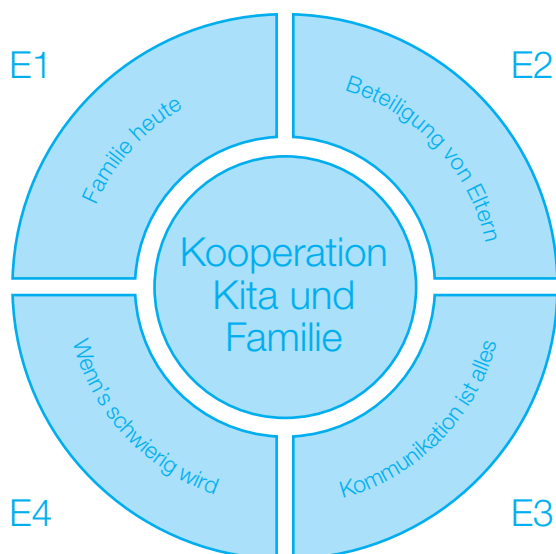 E1
E2
Familie heute
Beteiligung von Eltern
Kooperation
Kita und
Familie
Wenn's schwierig wird
Kommunikation ist alles
E4
E3